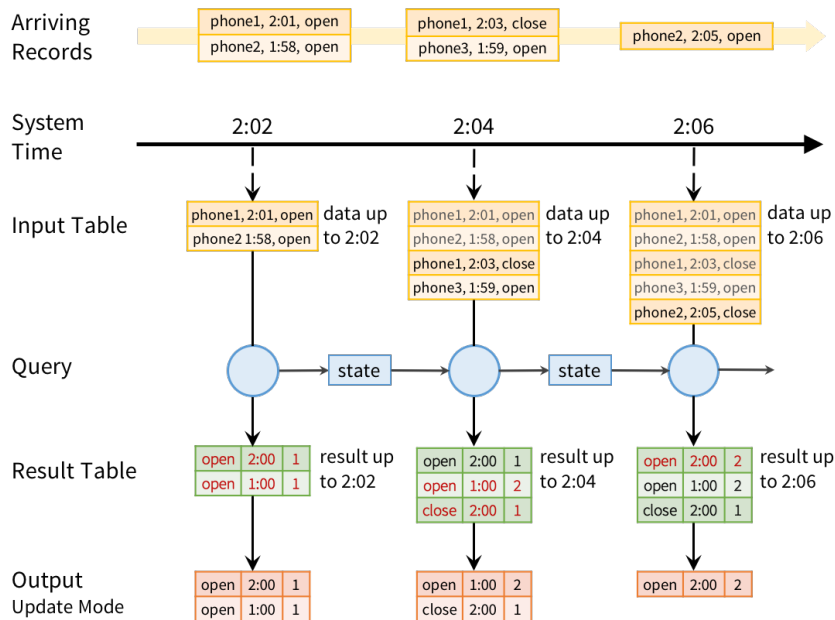 Arriving
Records
phone1, 2:01, open
phone2, 1:58, open
phone1, 2:03, close
phone3, 1:59, open
phone2, 2:05, open
System
Time
2:02
2:04
2:06
Input Table
phone1, 2:01, open
phone2 1:58, open
data up
to 2:02
phone1, 2:01, open
phone2, 1:58, open
phone1, 2:03, close
phone3, 1:59, open
data up
to 2:04
phone1, 2:01, open
phone2, 1:58, open
phone1, 2:03, close
phone3, 1:59, open
phone2, 2:05, close
data up
to 2:06
Query
state
state
Result Table
open 2:00 1
open 1:00 1
result up
to 2:02
open 2:00 1
open 1:00 2
close 2:00 1
result up
to 2:04
open 2:00 2
open 1:00 2
close 2:00 1
result up
to 2:06
Output
Update Mode
open 2:00 1
open 1:00 1
open 1:00 2
close 2:00 1
open 2:00 2